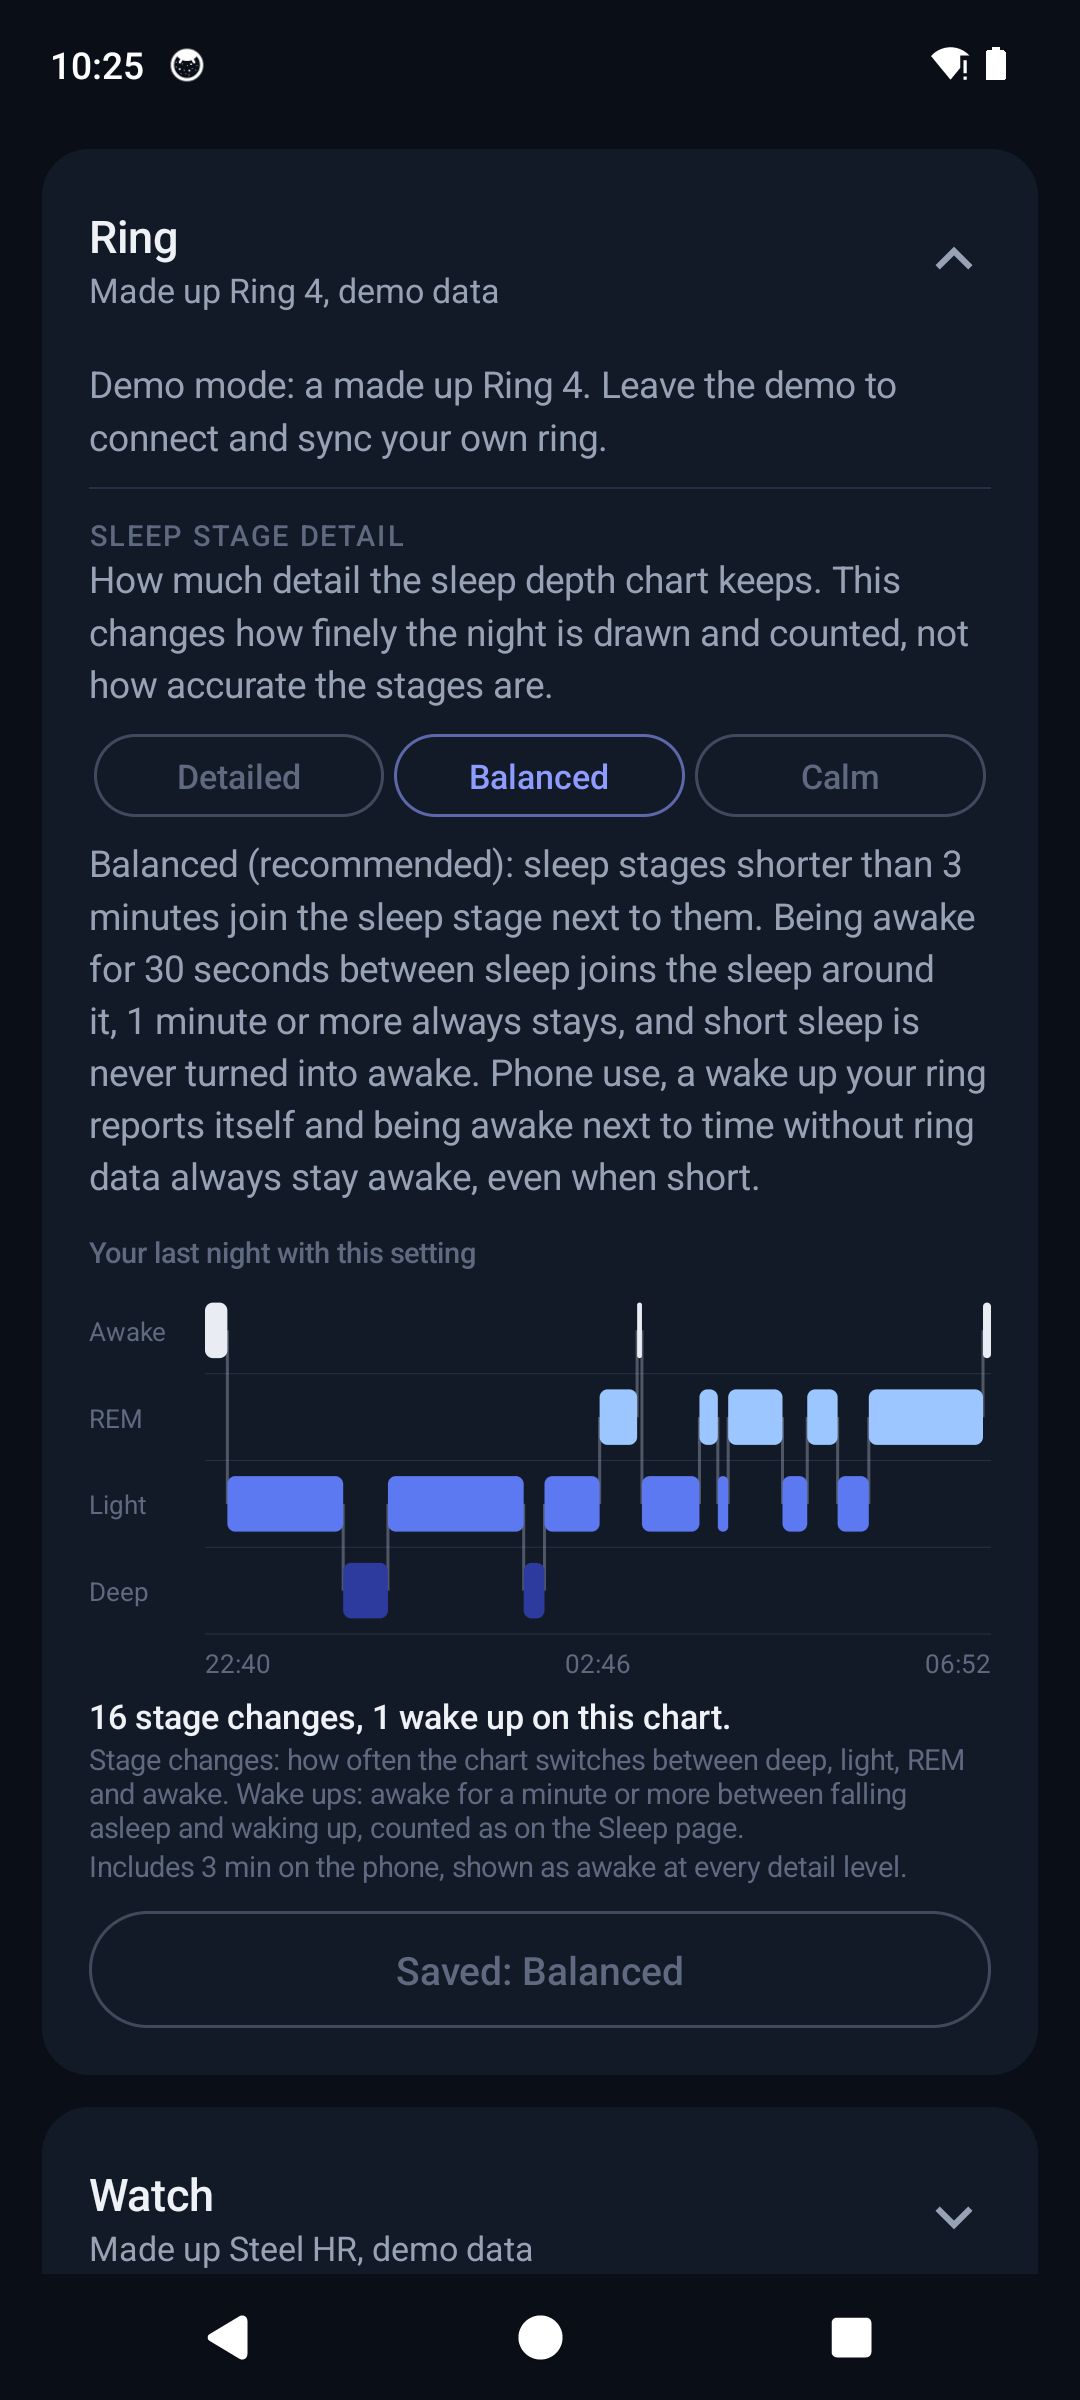 10:25
Ring
Made up Ring 4, demo data
Demo mode: a made up Ring 4. Leave the demo to
connect and sync your own ring.
SLEEP STAGE DETAIL
How much detail the sleep depth chart keeps. This
changes how finely the night is drawn and counted, not
how accurate the stages are.
Detailed
Balanced
Calm
Balanced (recommended): sleep stages shorter than 3
minutes join the sleep stage next to them. Being awake
for 30 seconds between sleep joins the sleep around
it, 1 minute or more always stays, and short sleep is
never turned into awake. Phone use, a wake up your ring
reports itself and being awake next to time without ring
data always stay awake, even when short.
Your last night with this setting
Awake
REM
Light
Deep
22:40
02:46
06:52
16 stage changes, 1 wake up on this chart.
Stage changes: how often the chart switches between deep, light, REM
and awake. Wake ups: awake for a minute or more between falling
asleep and waking up, counted as on the Sleep page.
Includes 3 min on the phone, shown as awake at every detail level.
Saved: Balanced
Watch
Made up Steel HR, demo data